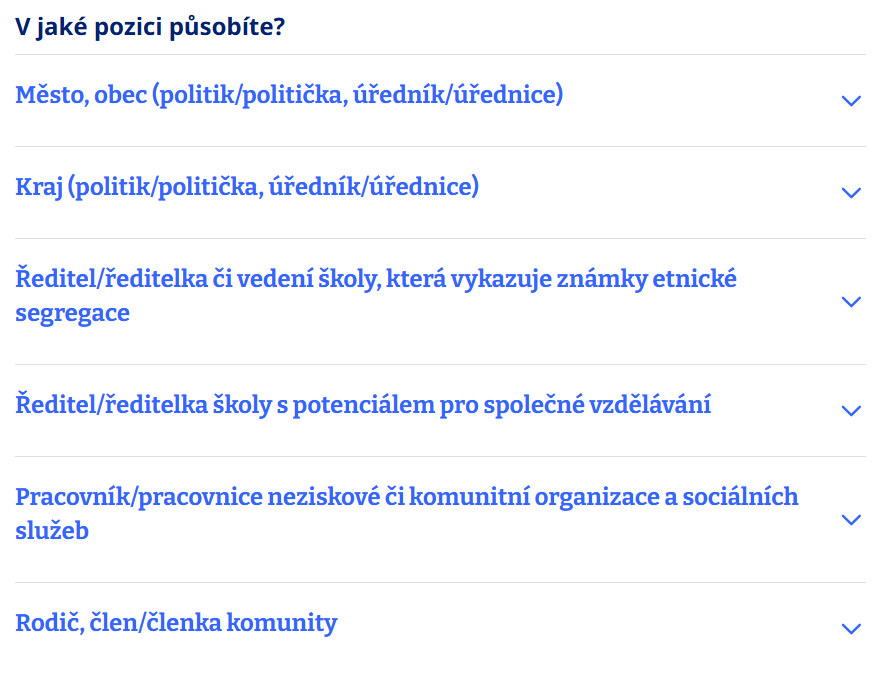 V jaké pozici působíte?
Město, obec (politik/politička, úředník/úřednice)
Kraj (politik/politička, úředník/úřednice)
Ředitel/ředitelka či vedení školy, která vykazuje známky etnické
segregace
Ředitel/ředitelka školy s potenciálem pro společné vzdělávání
Pracovník/pracovnice neziskové či komunitní organizace a sociálních
služeb
Rodič, člen/členka komunity